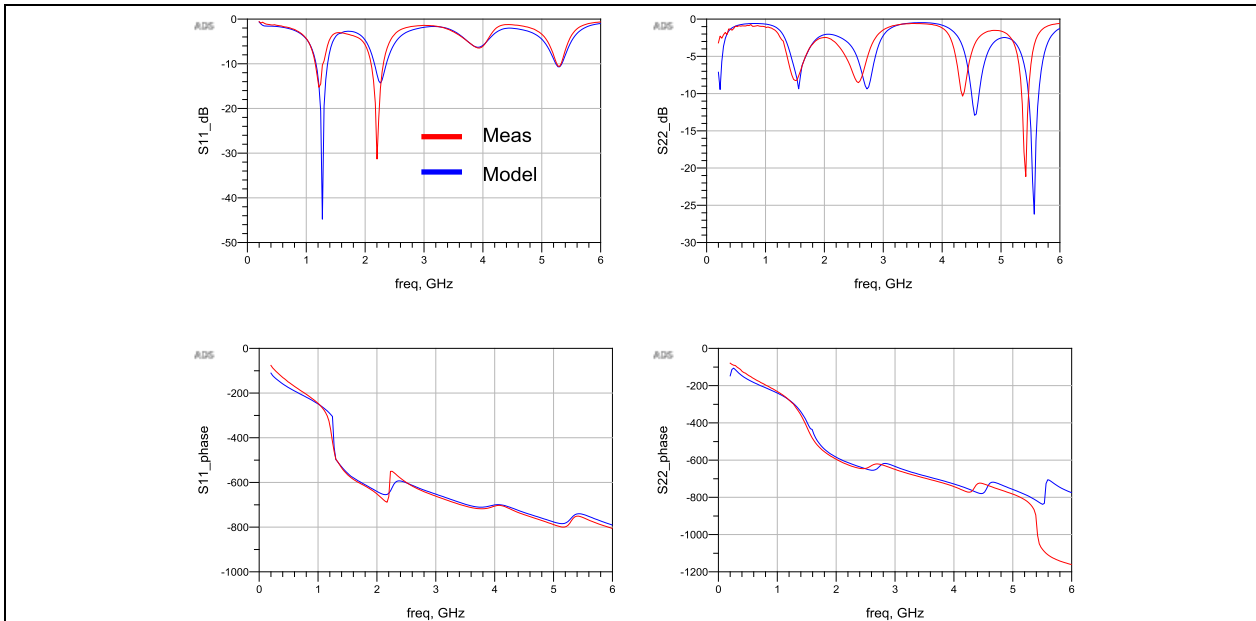 ADS
0
-10
-20
-30
-40
-50
S11_dB
0 1 2 3 4 5 6
freq, GHz
Meas
Model
ADS
0
-5
-10
-15
-20
-25
-30
S22_dB
0 1 2 3 4 5 6
freq, GHz
ADS
0
-200
-400
-600
-800
-1000
S11_phase
0 1 2 3 4 5 6
freq, GHz
ADS
0
-200
-400
-600
-800
-1000
-1200
S22_phase
0 1 2 3 4 5 6
freq, GHz